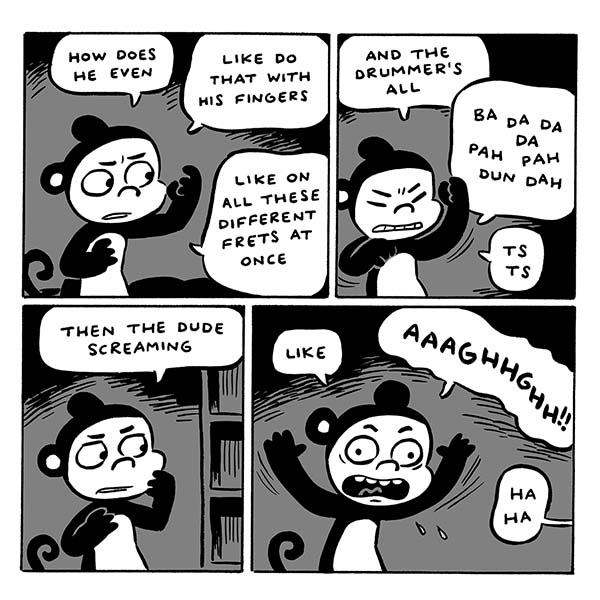 HOW DOES
HE EVEN
LIKE DO
THAT WITH
HIS FINGERS
LIKE ON
ALL THESE
DIFFERENT
FRETS AT
ONCE
AND THE
DRUMMER'S
ALL
BA DA DA
DA
PAH PAH
DUN DAH
TS
TS
THEN THE DUDE
SCREAMING
LIKE
AAAGHHGHH!!
HA
HA